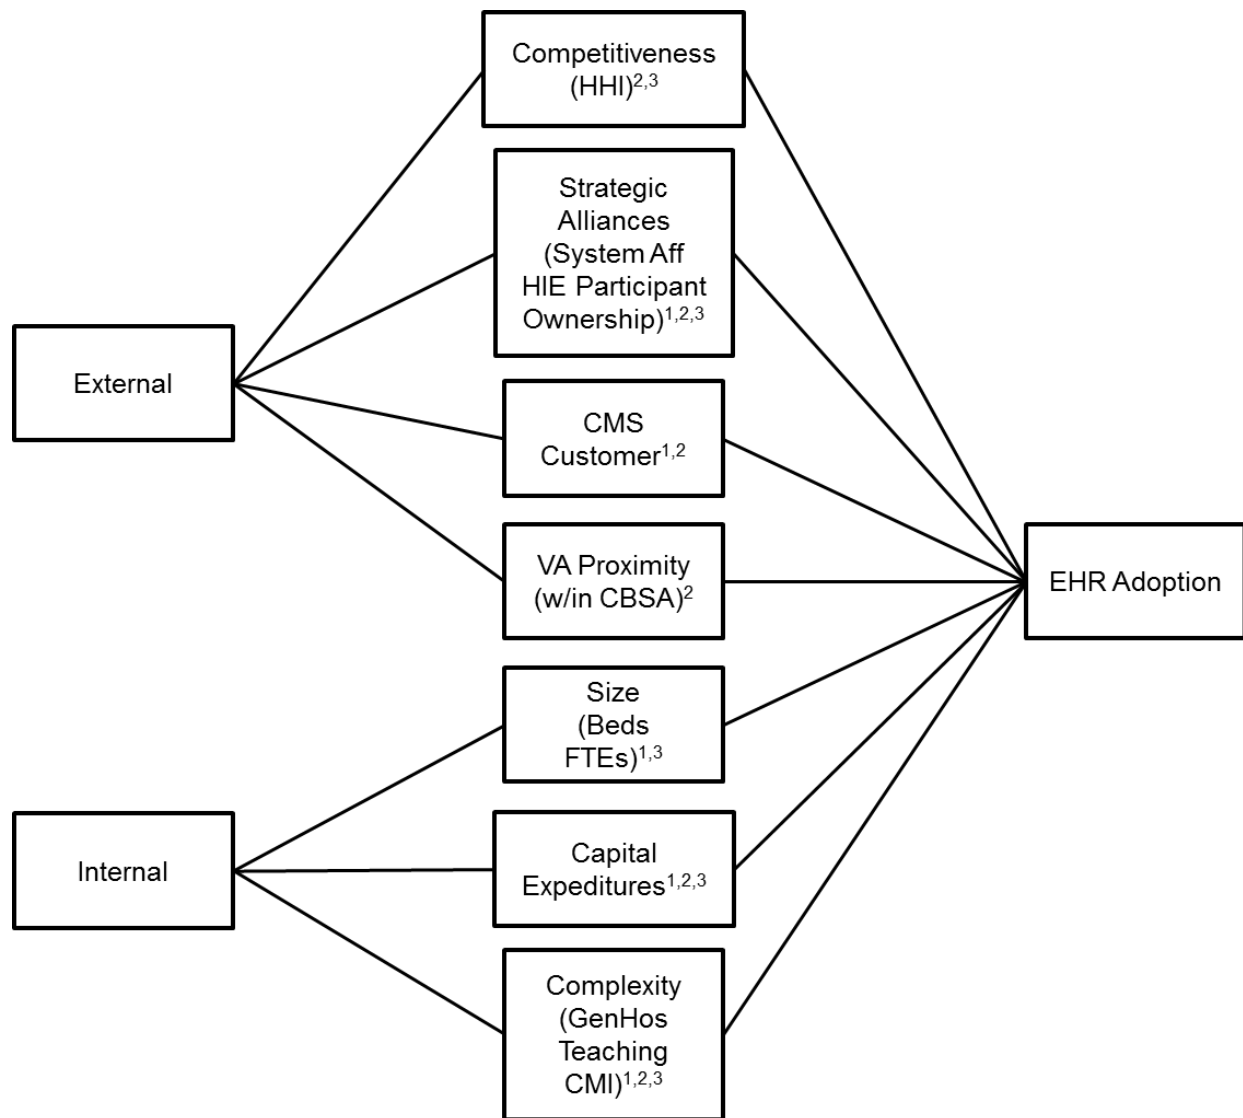 Competitiveness
(HHI)2,3
Strategic
Alliances
(System Aff
HIE Participant
Ownership)1,2,3
External
CMS
Customer1,2
VA Proximity
(w/in CBSA)2
EHR Adoption
Size
(Beds
FTEs)1,3
Internal
Capital
Expeditures1,2,3
Complexity
(GenHos
Teaching
CMI)1,2,3